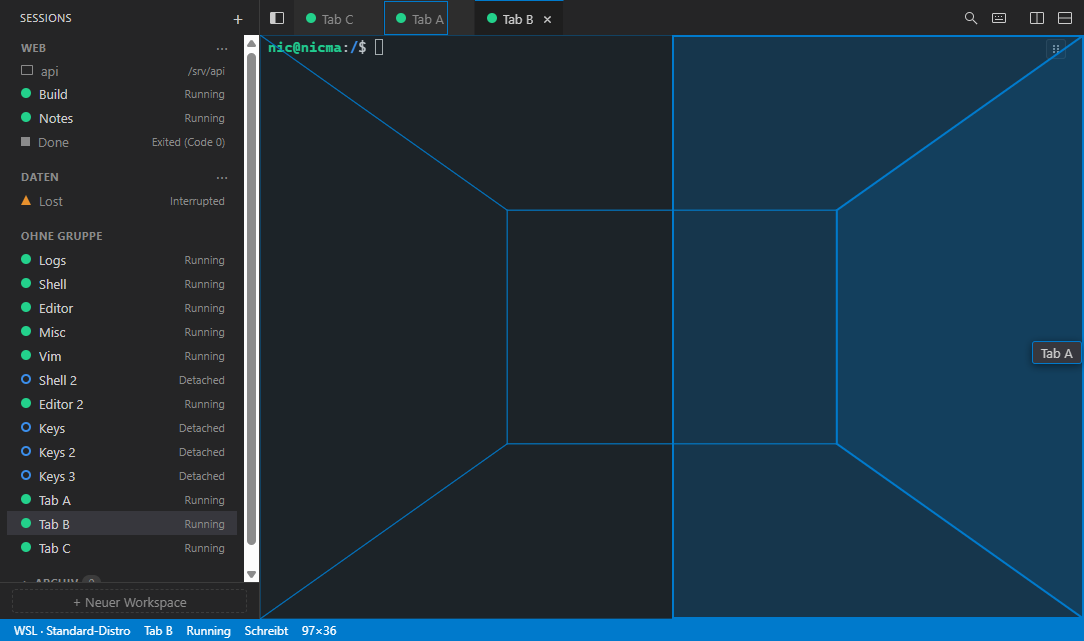 SESSIONS +
WEB ...
api /srv/api
Build Running
Notes Running
Done Exited (Code 0)
DATEN ...
Lost Interrupted
OHNE GRUPPE
Logs Running
Shell Running
Editor Running
Misc Running
Vim Running
Shell 2 Detached
Editor 2 Running
Keys Detached
Keys 2 Detached
Keys 3 Detached
Tab A Running
Tab B Running
Tab C Running
ARCHIV
+ Neuer Workspace
Tab C
Tab A
Tab B ×
nic@nicma:/$
Tab A
WSL · Standard-Distro Tab B Running Schreibt 97×36